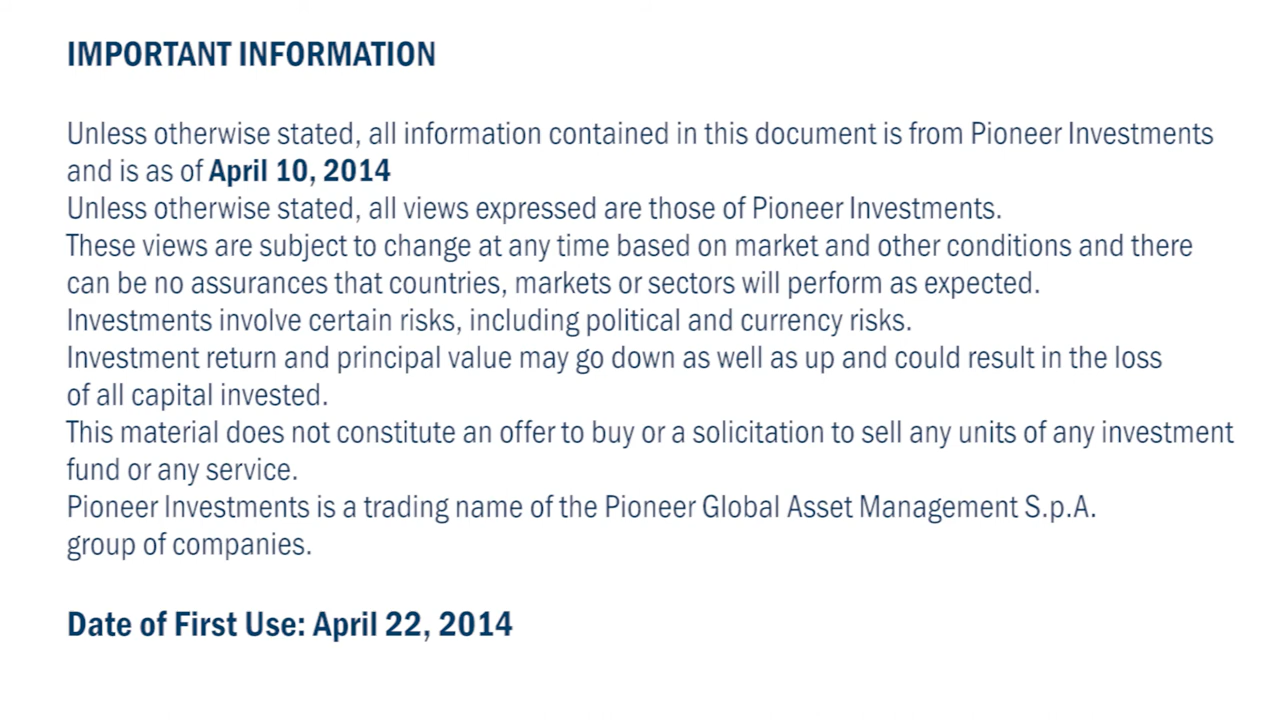 IMPORTANT INFORMATION
Unless otherwise stated, all information contained in this document is from Pioneer Investments
and is as of April 10, 2014
Unless otherwise stated, all views expressed are those of Pioneer Investments.
These views are subject to change at any time based on market and other conditions and there
can be no assurances that countries, markets or sectors will perform as expected.
Investments involve certain risks, including political and currency risks.
Investment return and principal value may go down as well as up and could result in the loss
of all capital invested.
This material does not constitute an offer to buy or a solicitation to sell any units of any investment
fund or any service.
Pioneer Investments is a trading name of the Pioneer Global Asset Management S.p.A.
group of companies.
Date of First Use: April 22, 2014